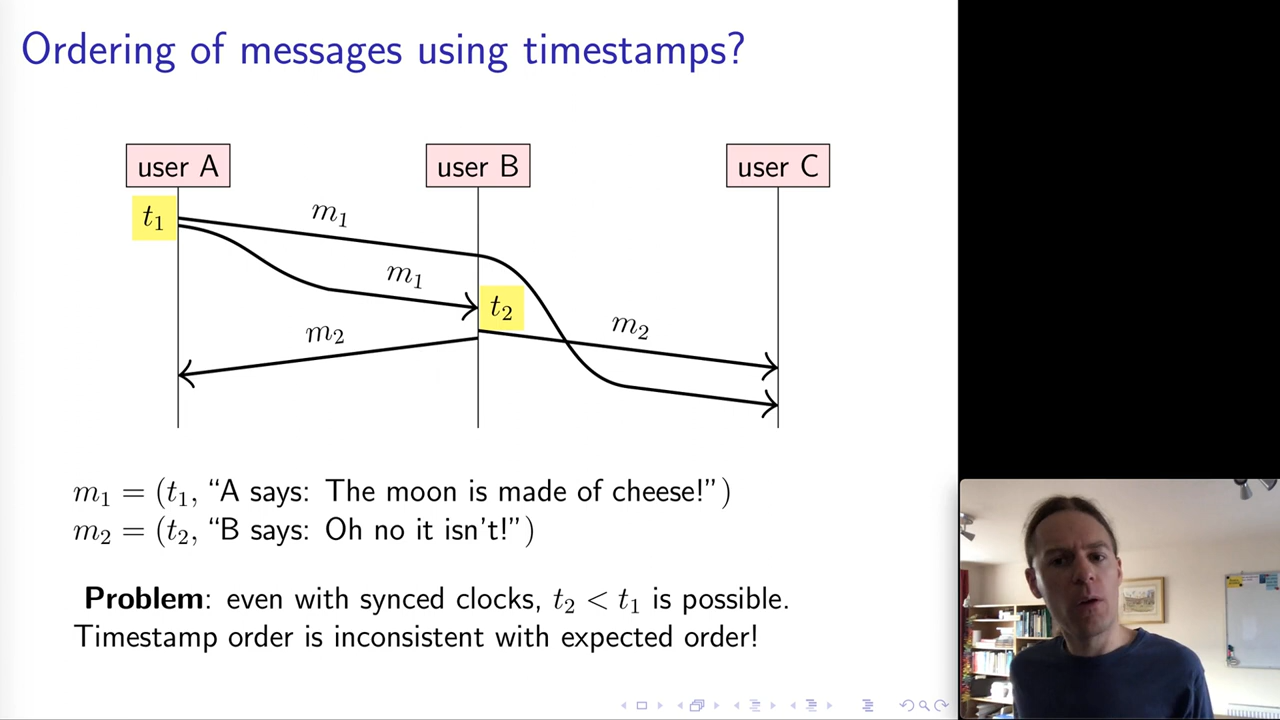 Ordering of messages using timestamps?
user A
user B
user C
t₁
m₁
m₁
t₂
m₂
m₂
m₁ = (t₁, “A says: The moon is made of cheese!”)
m₂ = (t₂, “B says: Oh no it isn't!”)
Problem: even with synced clocks, t₂ < t₁ is possible.
Timestamp order is inconsistent with expected order!